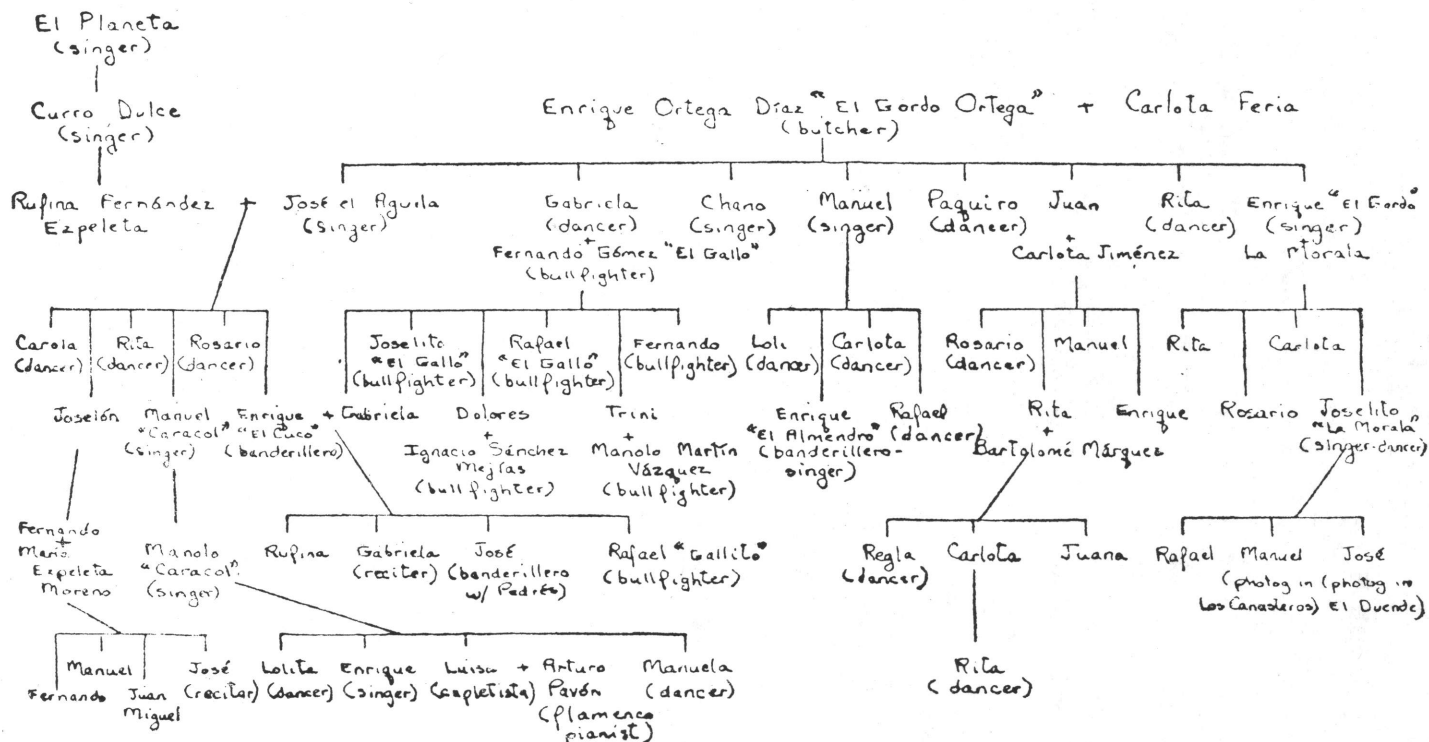 El Planeta
(singer)
Curro Dulce
(singer)
Enrique Ortega Díaz "El Gordo Ortega" + Carlota Feria
(butcher)
Rufina Fernández + José el Aguila Gabriela Chano Manuel Paquiro Juan Rita Enrique "El Gordo"
Ezpeleta (singer) (dancer) (singer) (singer) (dancer) + (dancer) (singer)
+ Carlota Jiménez +
Fernando Gómez "El Gallo" La Morala
(bullfighter)
Carola Rita Rosario Joselito Rafael Fernando Loli Carlota Rosario Manuel Rita Carlota
(dancer) (dancer) (dancer) "El Gallo" "El Gallo" (bullfighter) (dancer) (dancer) (dancer)
(bullfighter) (bullfighter)
Joseión Manuel Enrique + Gabriela Dolores Trini Enrique Rafael Rita Enrique Rosario Joselito
"Caracol" "El Cuco" + + "El Almendro" (dancer) + "La Morala"
(singer) (banderillero) Ignacio Sánchez Manolo Martín (banderillero- Bartolomé Márquez (singer-dancer)
Mejías Vázquez singer)
(bullfighter) (bullfighter)
Fernando
+
María Manolo Rufina Gabriela José Rafael "Gallito" Regla Carlota Juana Rafael Manuel José
Expeleta "Caracol" (reciter) (banderillero (bullfighter) (dancer) (photog in (photog in
Moreno (singer) w/ Padrés) Los Canasteros) El Duende)
Manuel José Lolita Enrique Luisa + Arturo Manuela Rita
Fernando Juan (recitar) (dancer) (singer) (cupletista) Pavón (dancer) (dancer)
Miguel (flamenco
pianist)